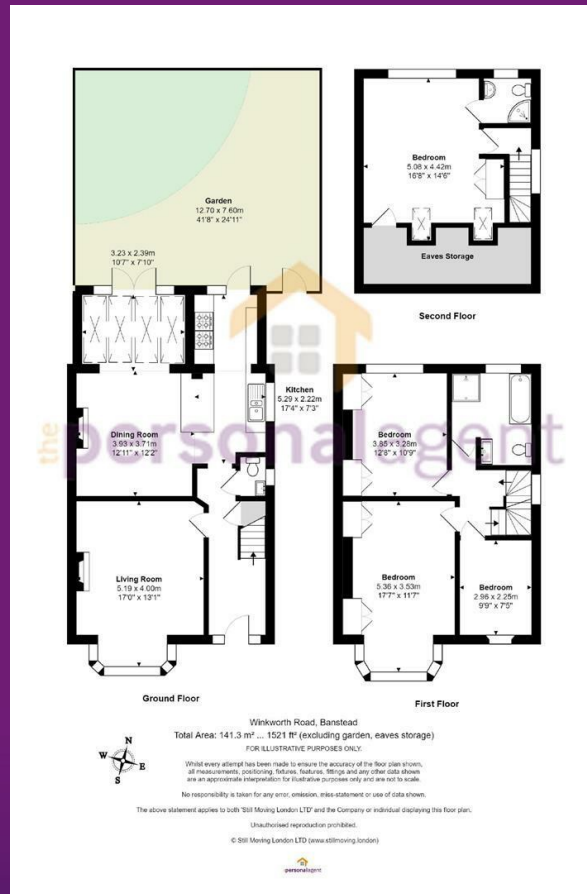 Garden
12.70 x 7.60m
41'8" x 24'11"
3.23 x 2.39m
10'7" x 7'10"
Bedroom
5.08 x 4.42m
16'8" x 14'6"
Eaves Storage
Second Floor
Kitchen
5.29 x 2.22m
17'4" x 7'3"
Dining Room
3.93 x 3.71m
12'11" x 12'2"
Living Room
5.19 x 4.00m
17'0" x 13'1"
Ground Floor
Bedroom
3.85 x 3.28m
12'8" x 10'9"
Bedroom
5.36 x 3.53m
17'7" x 11'7"
Bedroom
2.98 x 2.25m
9'9" x 7'5"
First Floor
the personalagent
Winkworth Road, Banstead
Total Area: 141.3 m² ... 1521 ft² (excluding garden, eaves storage)
FOR ILLUSTRATIVE PURPOSES ONLY.
N
W E
S
Whilst every attempt has been made to ensure the accuracy of the floor plan shown,
all measurements, positioning, fixtures, features, fittings and any other data shown
are an approximate interpretation for illustrative purposes only and are not to scale.
No responsibility is taken for any error, omission, miss-statement or use of data shown.
The above statement applies to both 'Still Moving London LTD' and the Company or individual displaying this floor plan.
Unauthorised reproduction prohibited.
© Still Moving London LTD (www.stillmoving.london)
personalagent